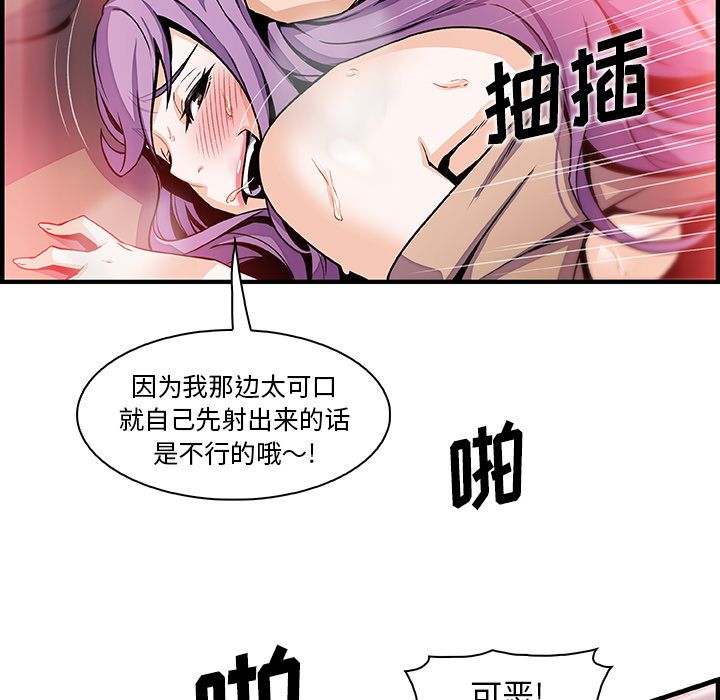 抽插
因为我那边太可口
就自己先射出来的话
是不行的哦～!
啪
啪
可恶!